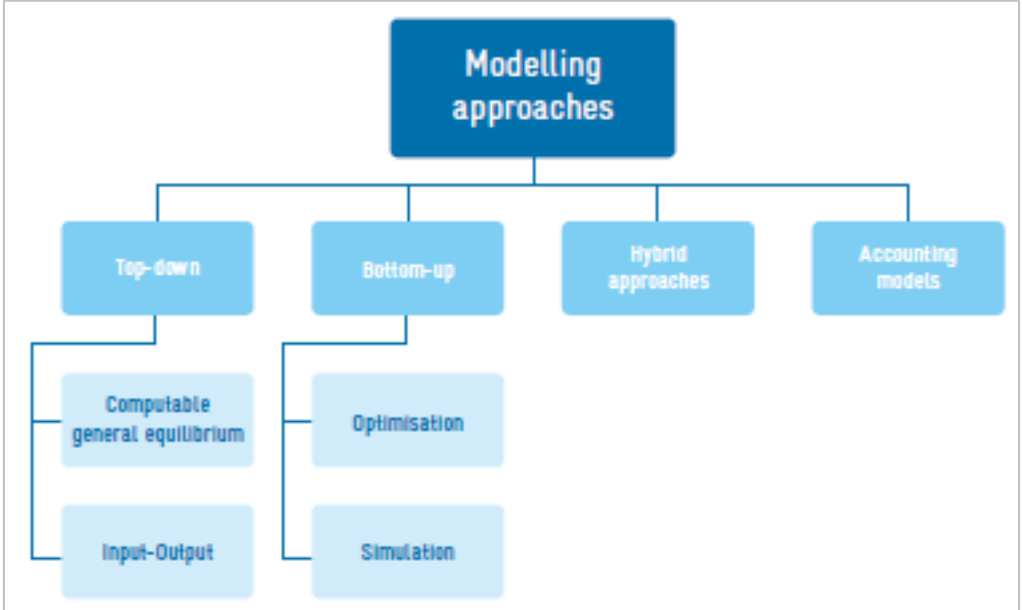 Modelling
approaches
Top-down
Bottom-up
Hybrid
approaches
Accounting
models
Computable
general equilibrium
Optimisation
Input-Output
Simulation